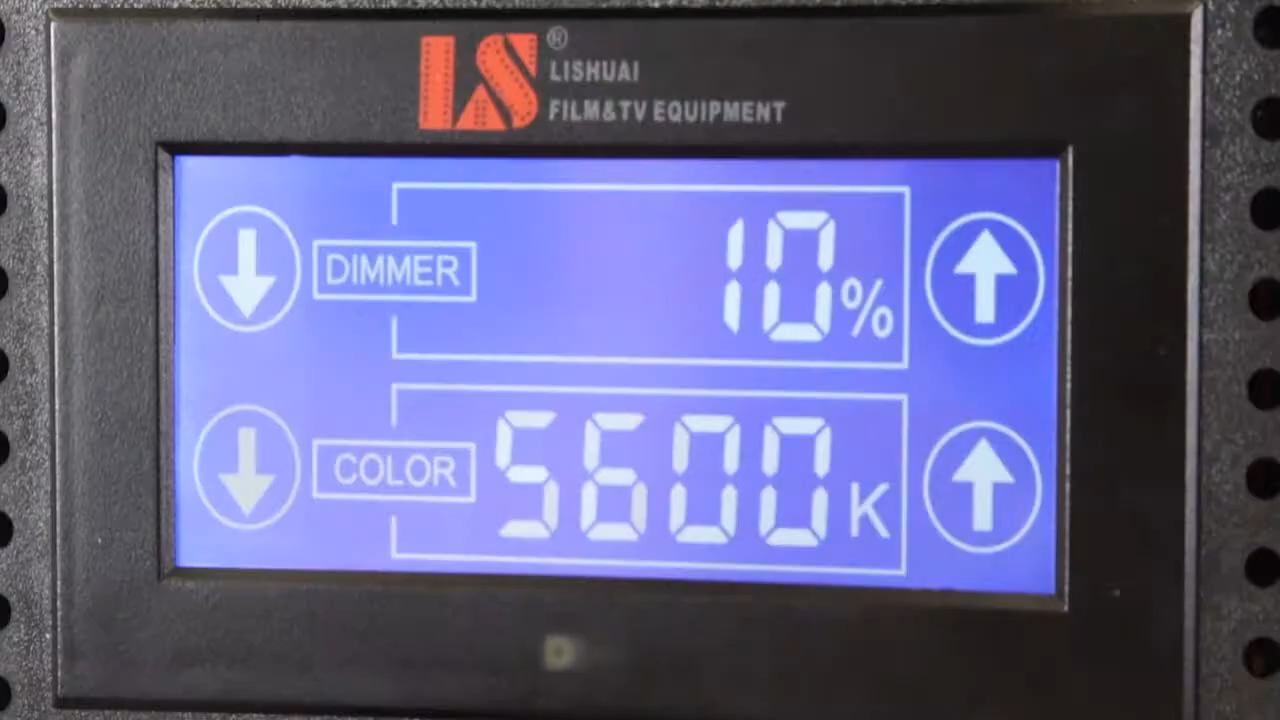 LS®
LISHUAI
FILM&TV EQUIPMENT
DIMMER 10%
COLOR 5600K